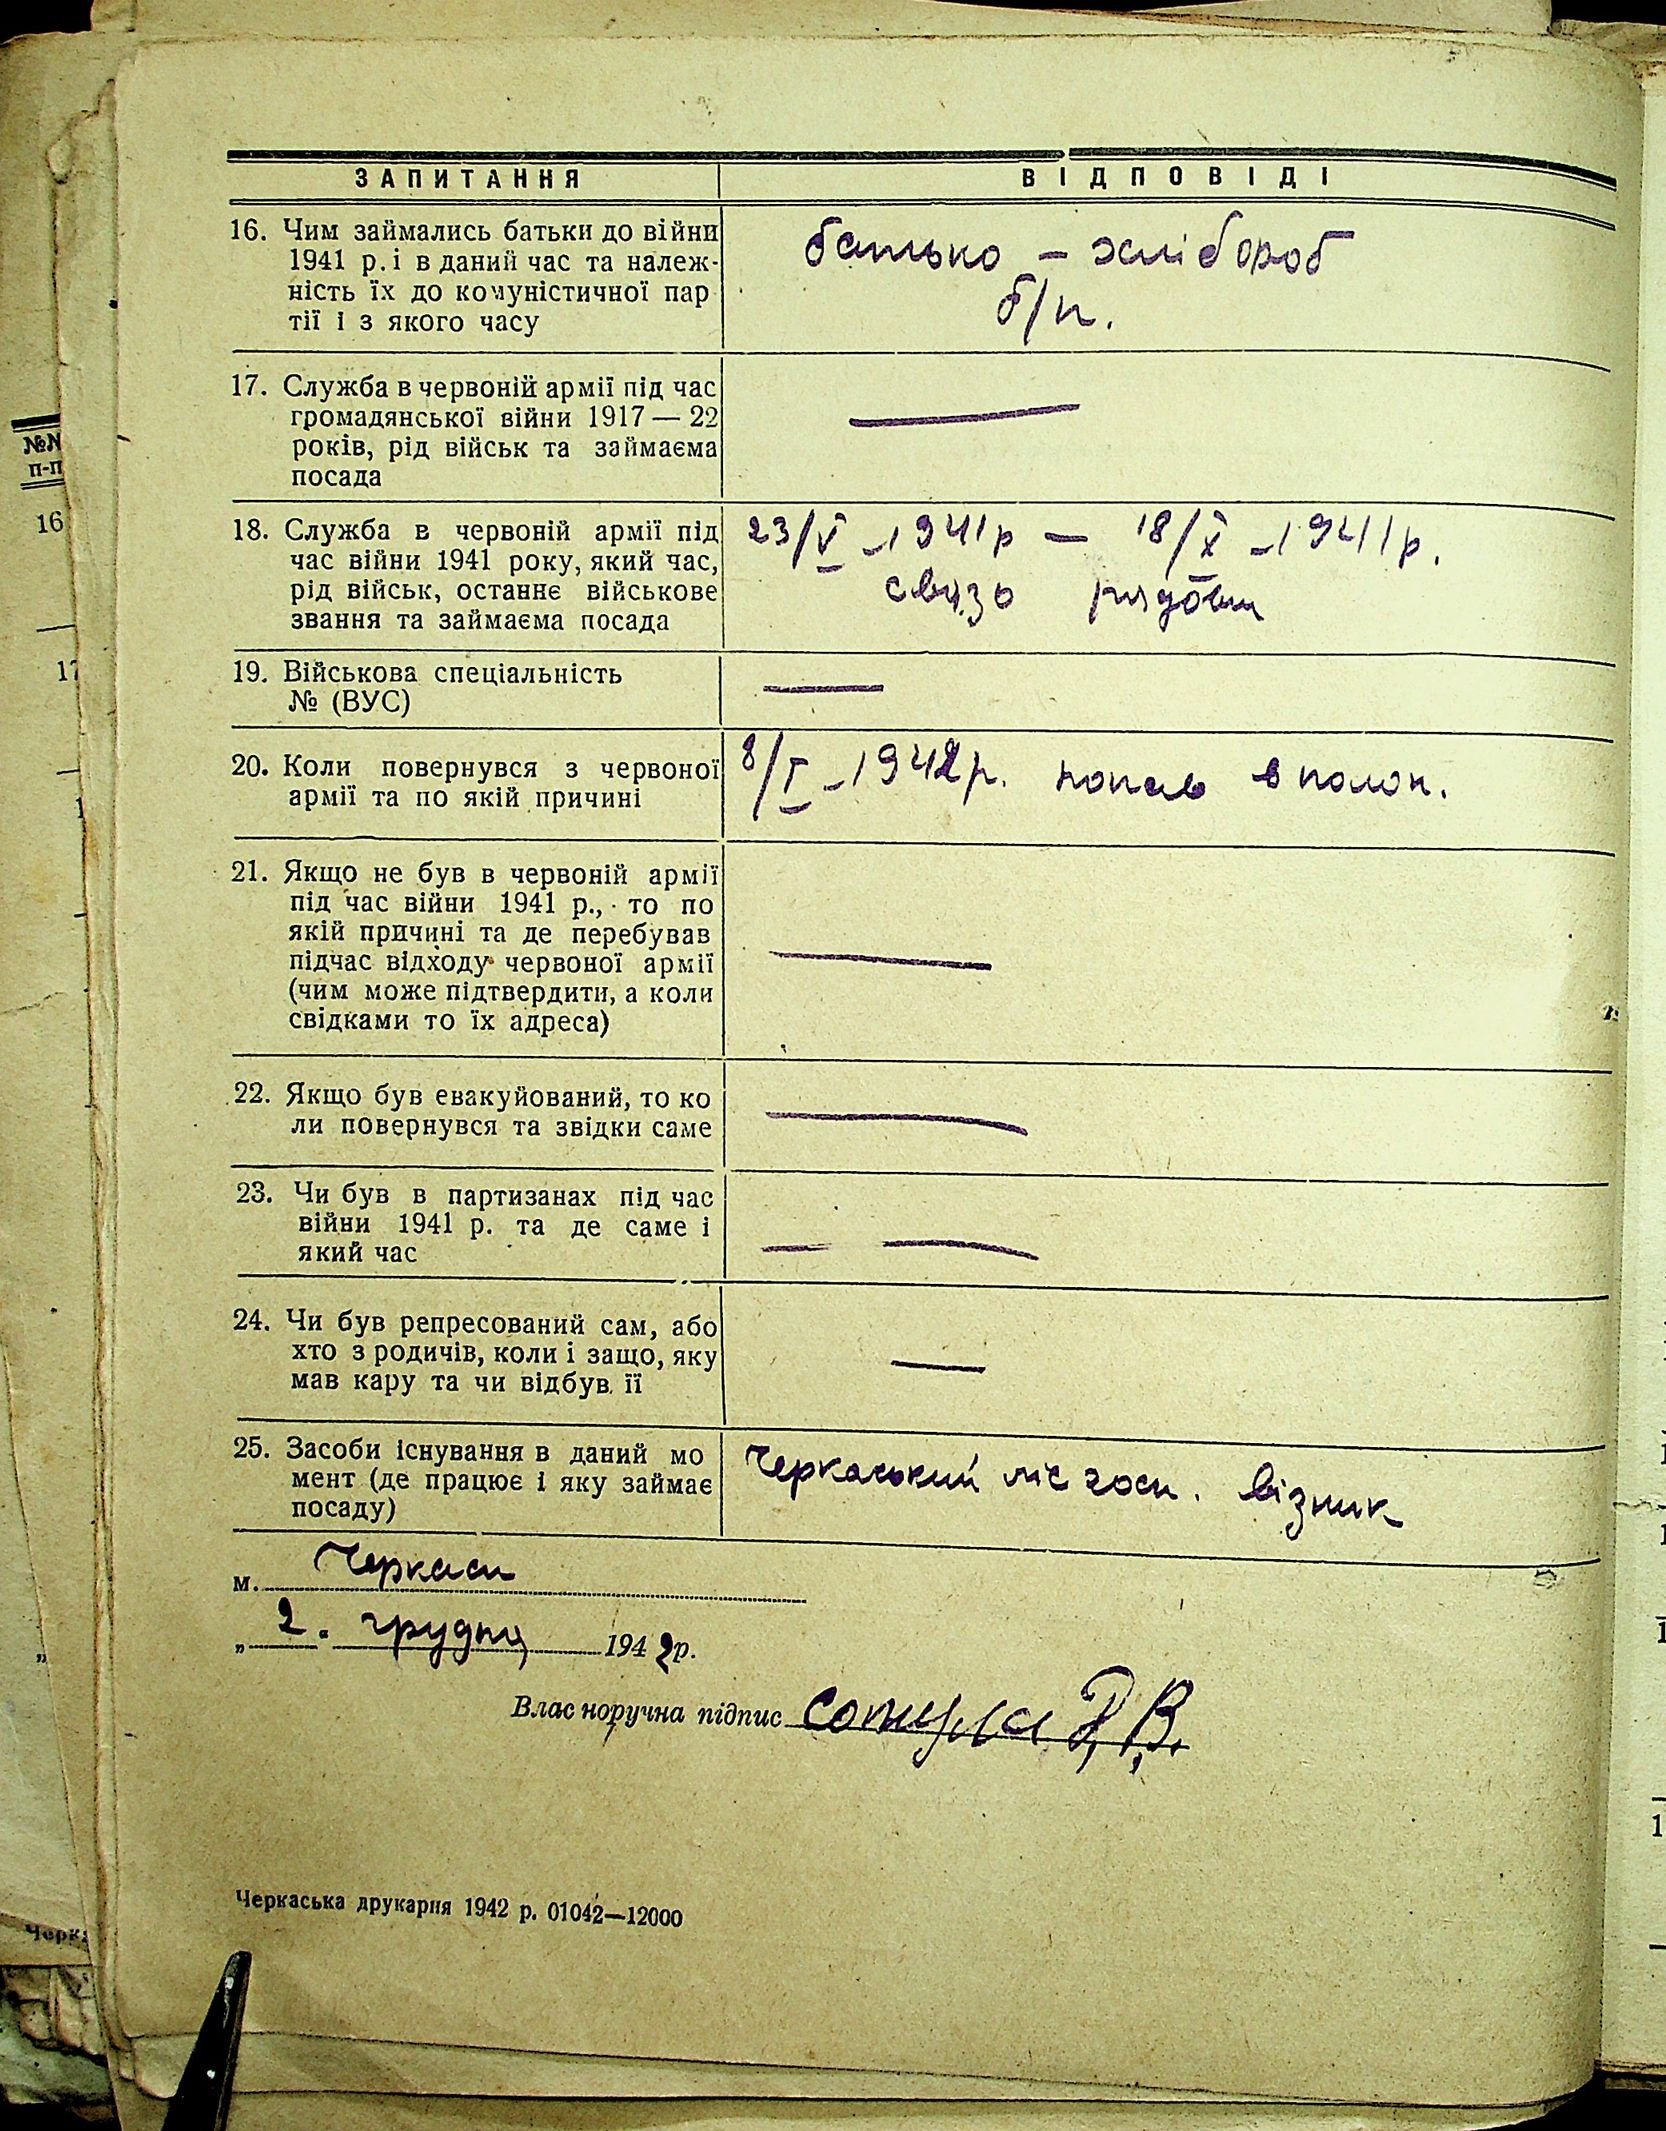 ЗАПИТАННЯ ВІДПОВІДІ
16. Чим займались батьки до війни
1941 р. і в даний час та належ-
ність їх до комуністичної пар
тії і з якого часу
батько – хлібороб
б/п.
17. Служба в червоній армії під час
громадянської війни 1917 — 22
років, рід військ та займаєма
посада
18. Служба в червоній армії під
час війни 1941 року, який час,
рід військ, останнє військове
звання та займаєма посада
23/V – 1941р – 18/X – 1941р.
связь рядовий
19. Військова спеціальність
№ (ВУС)
20. Коли повернувся з червоної
армії та по якій причині
8/I – 1942р. попав в полон.
21. Якщо не був в червоній армії
під час війни 1941 р., то по
якій причині та де перебував
підчас відходу червоної армії
(чим може підтвердити, а коли
свідками то їх адреса)
22. Якщо був евакуйований, то ко
ли повернувся та звідки саме
23. Чи був в партизанах під час
війни 1941 р. та де саме і
який час
24. Чи був репресований сам, або
хто з родичів, коли і защо, яку
мав кару та чи відбув її
25. Засоби існування в даний мо
мент (де працює і яку займає
посаду)
Черкаський ліс госп. візник
м. Черкаси
„ 2. грудня 1942р.
Власноручна підпис Сотула Д. В.
Черкаська друкарня 1942 р. 01042—12000
№№
п-п
16
17
Черк